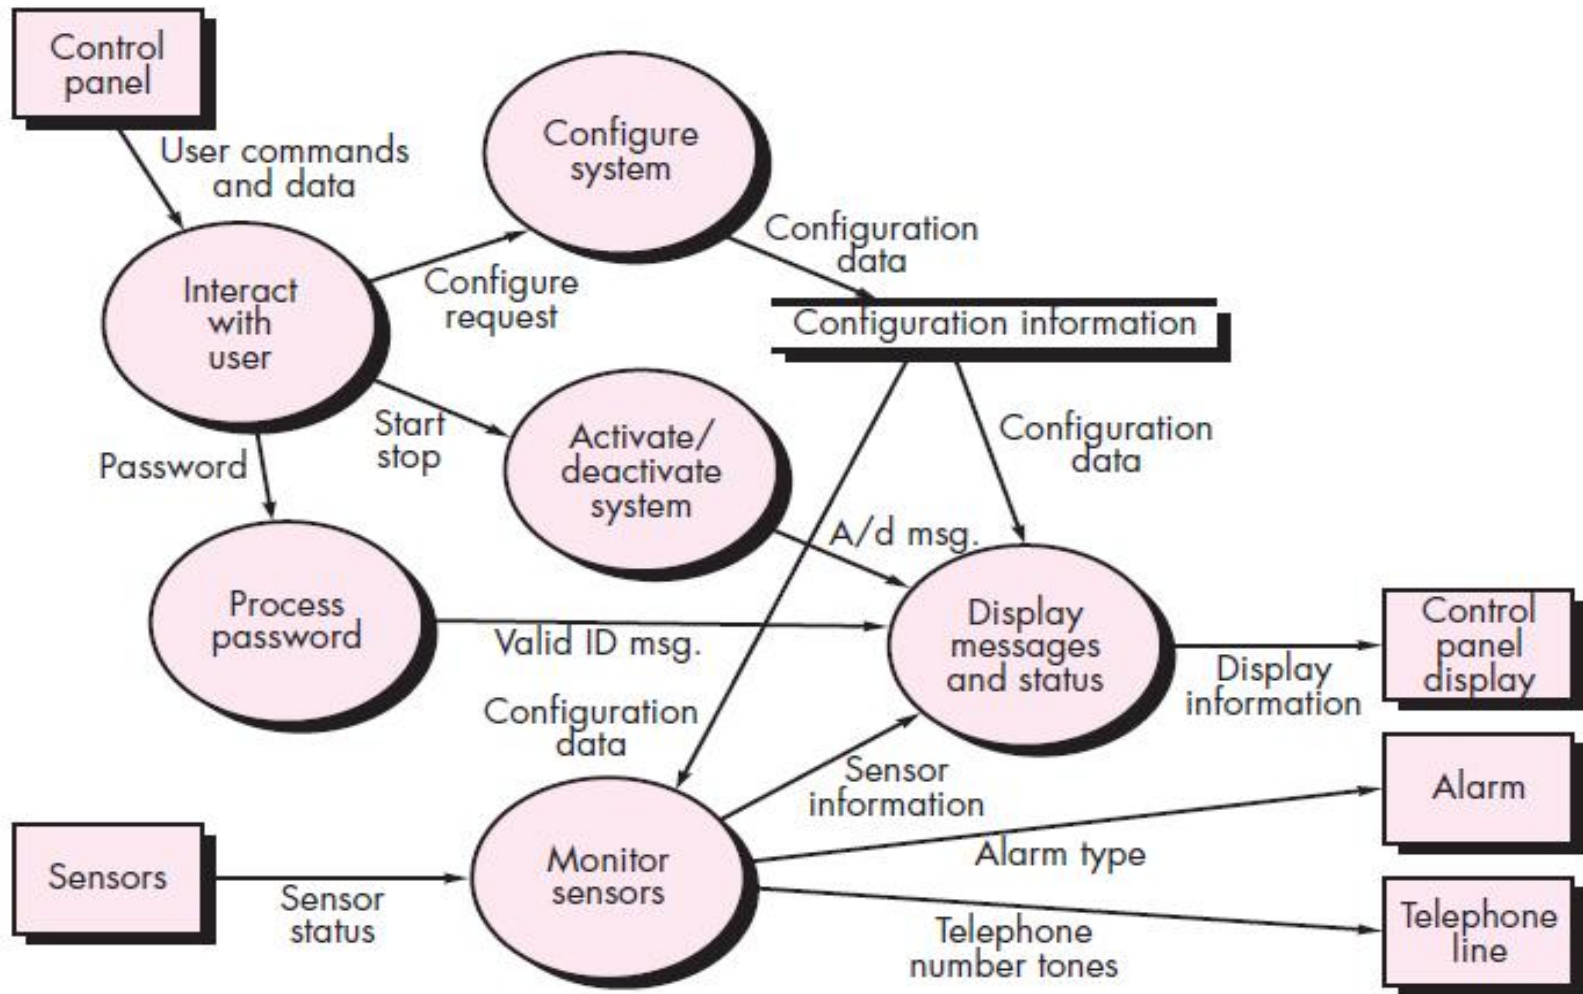 Control
panel
User commands
and data
Configure
system
Interact
with
user
Configure
request
Configuration
data
Configuration information
Start
stop
Activate/
deactivate
system
Configuration
data
Password
Process
password
A/d msg.
Valid ID msg.
Display
messages
and status
Control
panel
display
Display
information
Configuration
data
Sensor
information
Alarm
Alarm type
Sensors
Sensor
status
Monitor
sensors
Telephone
number tones
Telephone
line